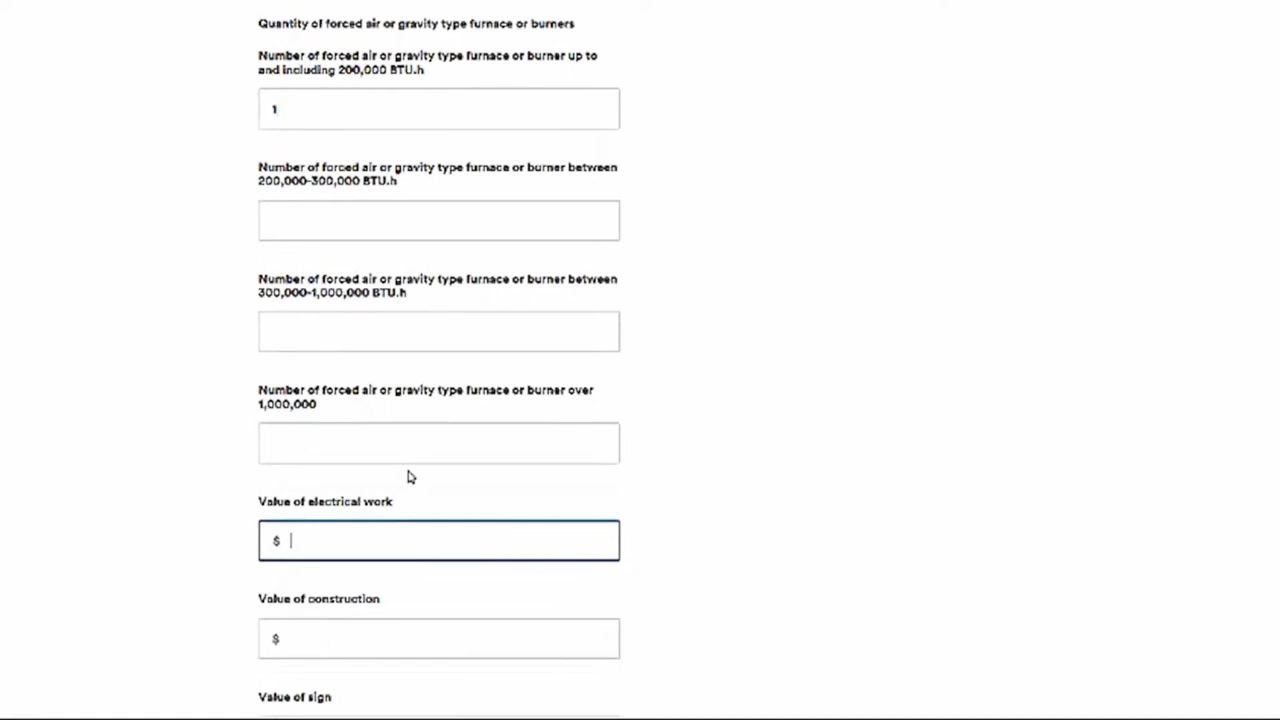 Quantity of forced air or gravity type furnace or burners
Number of forced air or gravity type furnace or burner up to
and including 200,000 BTU.h
1
Number of forced air or gravity type furnace or burner between
200,000-300,000 BTU.h
Number of forced air or gravity type furnace or burner between
300,000-1,000,000 BTU.h
Number of forced air or gravity type furnace or burner over
1,000,000
Value of electrical work
$
Value of construction
$
Value of sign